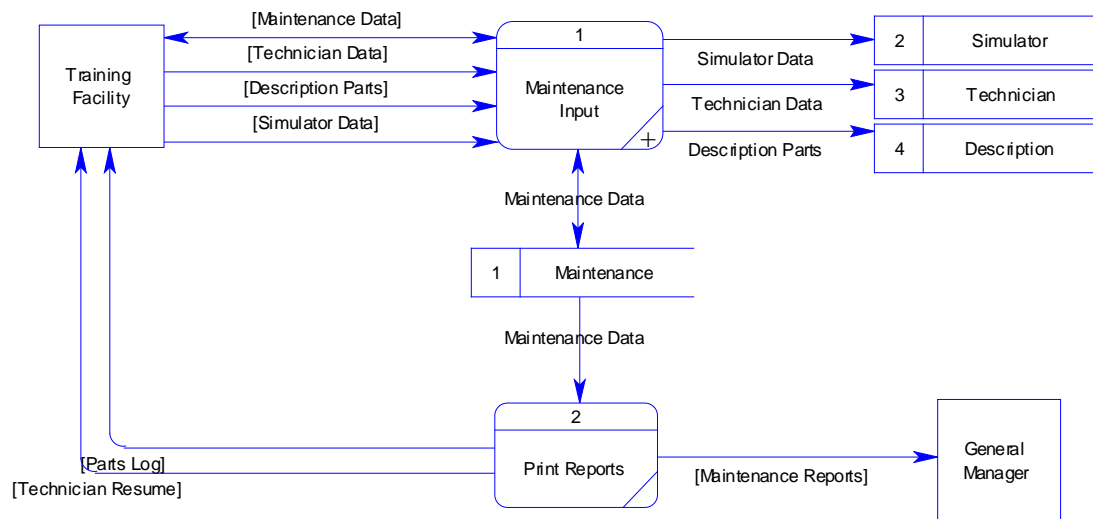 [Maintenance Data]
[Technician Data]
[Description Parts]
[Simulator Data]
Training
Facility
1
Maintenance
Input
+
Simulator Data
Technician Data
Description Parts
2 Simulator
3 Technician
4 Description
Maintenance Data
1 Maintenance
Maintenance Data
2
Print Reports
[Parts Log]
[Technician Resume]
[Maintenance Reports]
General
Manager